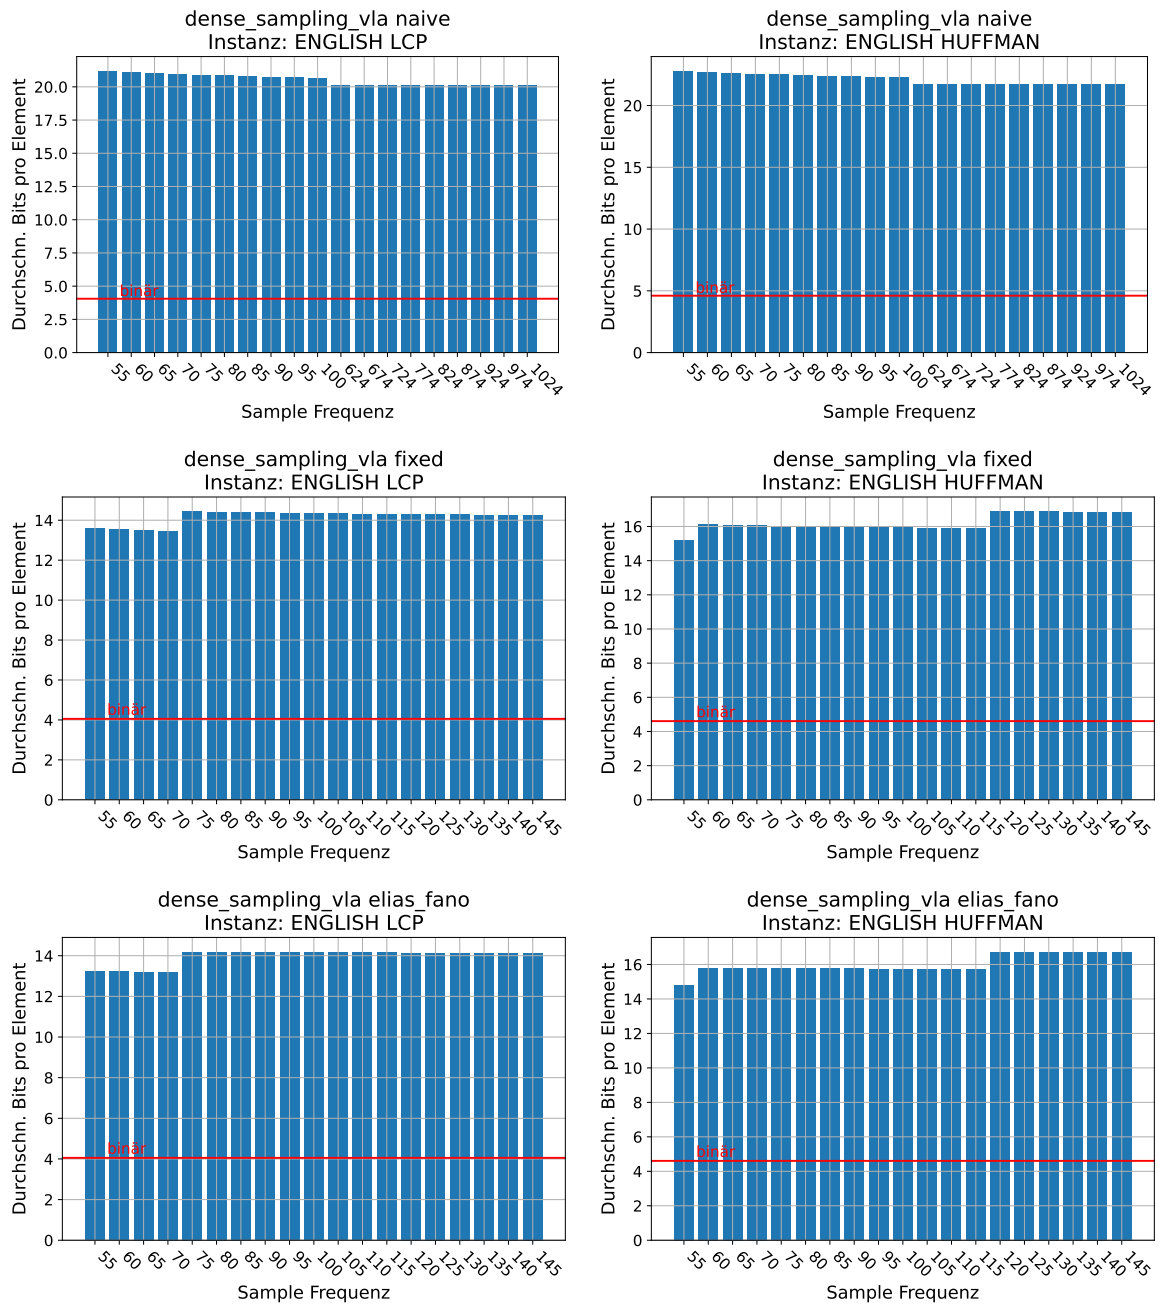 dense_sampling_vla naive
Instanz: ENGLISH LCP
Durchschn. Bits pro Element
20.0
17.5
15.0
12.5
10.0
7.5
5.0
2.5
0.0
binär
55 60 65 70 75 80 85 90 95 100 624 674 724 774 824 874 924 974 1024
Sample Frequenz
dense_sampling_vla naive
Instanz: ENGLISH HUFFMAN
Durchschn. Bits pro Element
20
15
10
5
0
binär
55 60 65 70 75 80 85 90 95 100 624 674 724 774 824 874 924 974 1024
Sample Frequenz
dense_sampling_vla fixed
Instanz: ENGLISH LCP
Durchschn. Bits pro Element
14
12
10
8
6
4
2
0
binär
55 60 65 70 75 80 85 90 95 100 105 110 115 120 125 130 135 140 145
Sample Frequenz
dense_sampling_vla fixed
Instanz: ENGLISH HUFFMAN
Durchschn. Bits pro Element
16
14
12
10
8
6
4
2
0
binär
55 60 65 70 75 80 85 90 95 100 105 110 115 120 125 130 135 140 145
Sample Frequenz
dense_sampling_vla elias_fano
Instanz: ENGLISH LCP
Durchschn. Bits pro Element
14
12
10
8
6
4
2
0
binär
55 60 65 70 75 80 85 90 95 100 105 110 115 120 125 130 135 140 145
Sample Frequenz
dense_sampling_vla elias_fano
Instanz: ENGLISH HUFFMAN
Durchschn. Bits pro Element
16
14
12
10
8
6
4
2
0
binär
55 60 65 70 75 80 85 90 95 100 105 110 115 120 125 130 135 140 145
Sample Frequenz